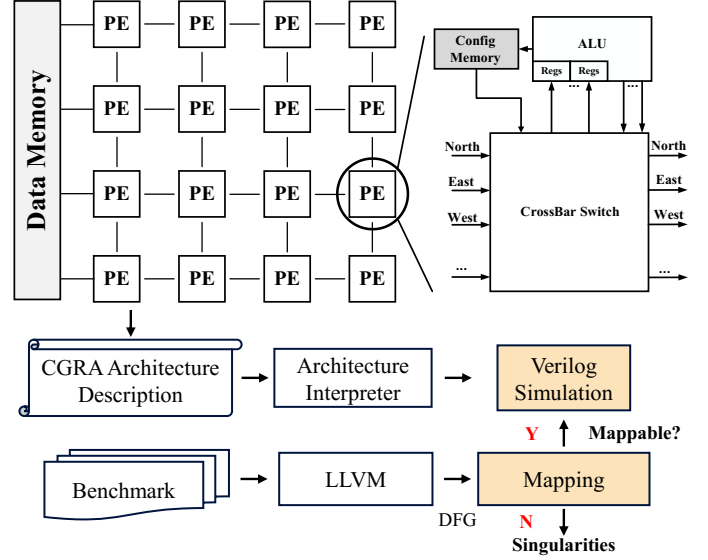 Data Memory
PE PE PE PE
PE PE PE PE
PE PE PE PE
PE PE PE PE
Config
Memory
ALU
Regs Regs
... ...
CrossBar Switch
North North
East East
West West
... ...
CGRA Architecture
Description
Architecture
Interpreter
Verilog
Simulation
Y Mappable?
Benchmark
LLVM
Mapping
DFG
N
Singularities